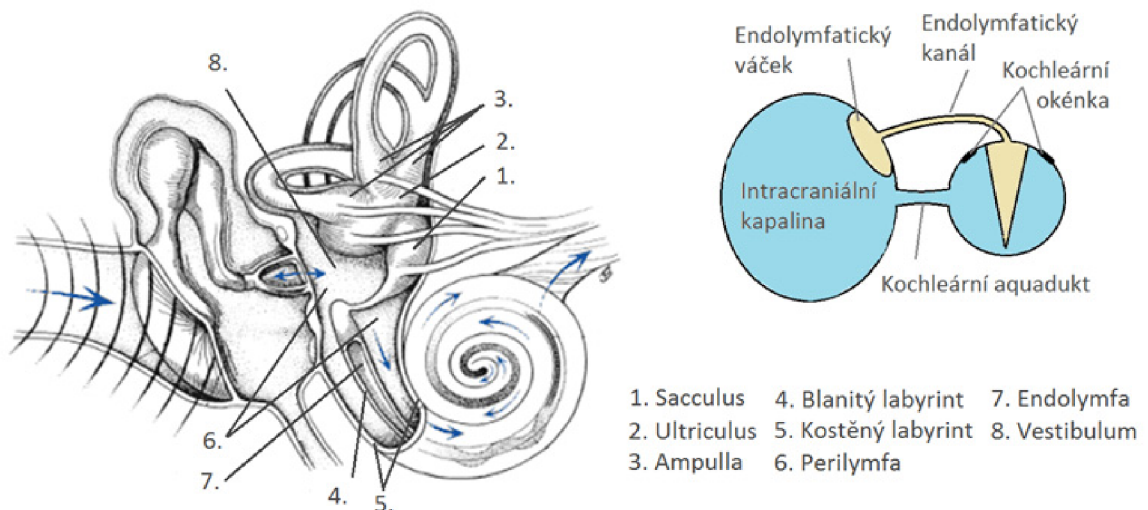 8.
3.
2.
1.
6.
7.
4.
5.
Endolymfatický
váček
Endolymfatický
kanál
Kochleární
okénka
Intracraniální
kapalina
Kochleární aquadukt
1. Sacculus 4. Blanitý labyrint 7. Endolymfa
2. Ultriculus 5. Kostěný labyrint 8. Vestibulum
3. Ampulla 6. Perilymfa